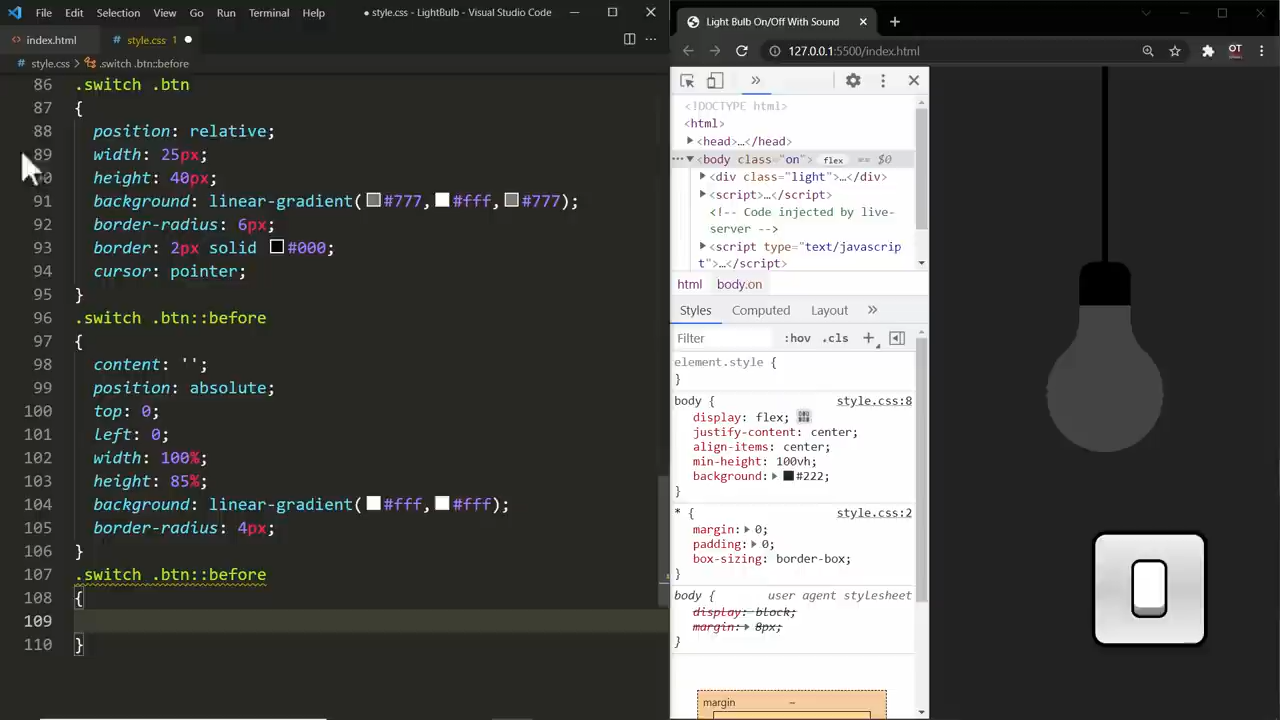 File Edit Selection View Go Run Terminal Help ● style.css - LightBulb - Visual Studio Code
index.html
style.css 1
style.css > .switch .btn::before
86 .switch .btn
87 {
88 position: relative;
89 width: 25px;
90 height: 40px;
91 background: linear-gradient(#777,#fff,#777);
92 border-radius: 6px;
93 border: 2px solid #000;
94 cursor: pointer;
95 }
96 .switch .btn::before
97 {
98 content: '';
99 position: absolute;
100 top: 0;
101 left: 0;
102 width: 100%;
103 height: 85%;
104 background: linear-gradient(#fff,#fff);
105 border-radius: 4px;
106 }
107 .switch .btn::before
108 {
109
110 }
Light Bulb On/Off With Sound
127.0.0.1:5500/index.html
OT
<!DOCTYPE html>
<html>
<head>…</head>
<body class="on"> flex == $0
<div class="light">…</div>
<script>…</script>
<!-- Code injected by live-
server -->
<script type="text/javascrip
t">…</script>
html body.on
Styles Computed Layout
Filter :hov .cls
element.style {
}
body { style.css:8
display: flex;
justify-content: center;
align-items: center;
min-height: 100vh;
background: #222;
}
* { style.css:2
margin: 0;
padding: 0;
box-sizing: border-box;
}
body { user agent stylesheet
display: block;
margin: 8px;
}
margin –